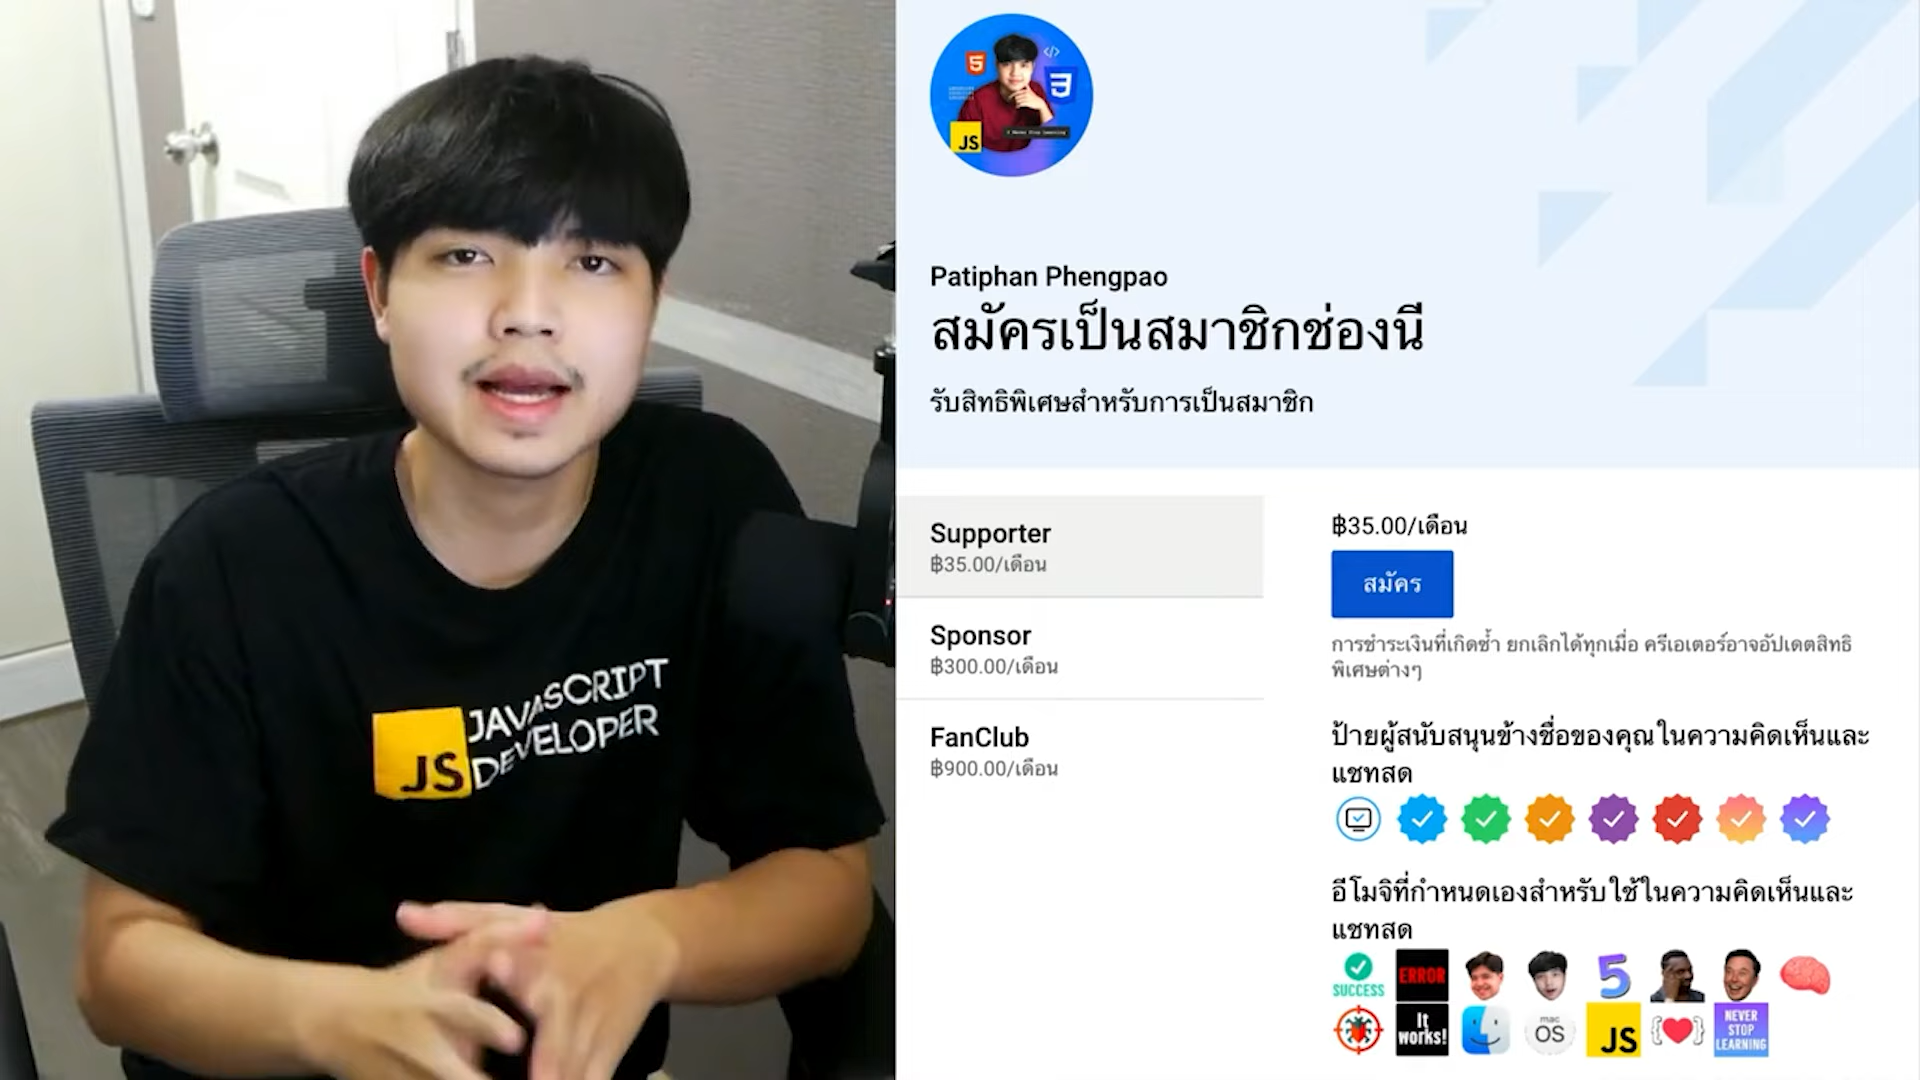 JS JAVASCRIPT
DEVELOPER
5
3
</>
JS
Patiphan Phengpao
สมัครเป็นสมาชิกช่องนี้
รับสิทธิพิเศษสำหรับการเป็นสมาชิก
Supporter
฿35.00/เดือน
Sponsor
฿300.00/เดือน
FanClub
฿900.00/เดือน
฿35.00/เดือน
สมัคร
การชำระเงินที่เกิดซ้ำ ยกเลิกได้ทุกเมื่อ ครีเอเตอร์อาจอัปเดตสิทธิ
พิเศษต่างๆ
ป้ายผู้สนับสนุนข้างชื่อของคุณในความคิดเห็นและ
แชทสด
อีโมจิที่กำหนดเองสำหรับใช้ในความคิดเห็นและ
แชทสด
SUCCESS
ERROR
5
It
works!
mac
OS
JS
NEVER
STOP
LEARNING